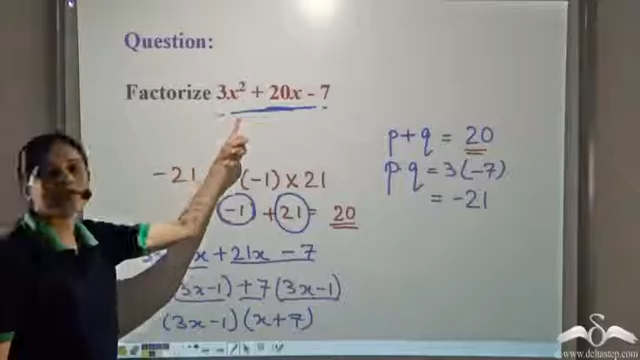 Question:
Factorize 3x² + 20x - 7
p+q = 20
pq = 3(-7)
= -21
-21 (-1) × 21
-1 + 21 = 20
x + 21x - 7
(3x-1) + 7(3x-1)
(3x-1)(x+7)
www.deltastep.com